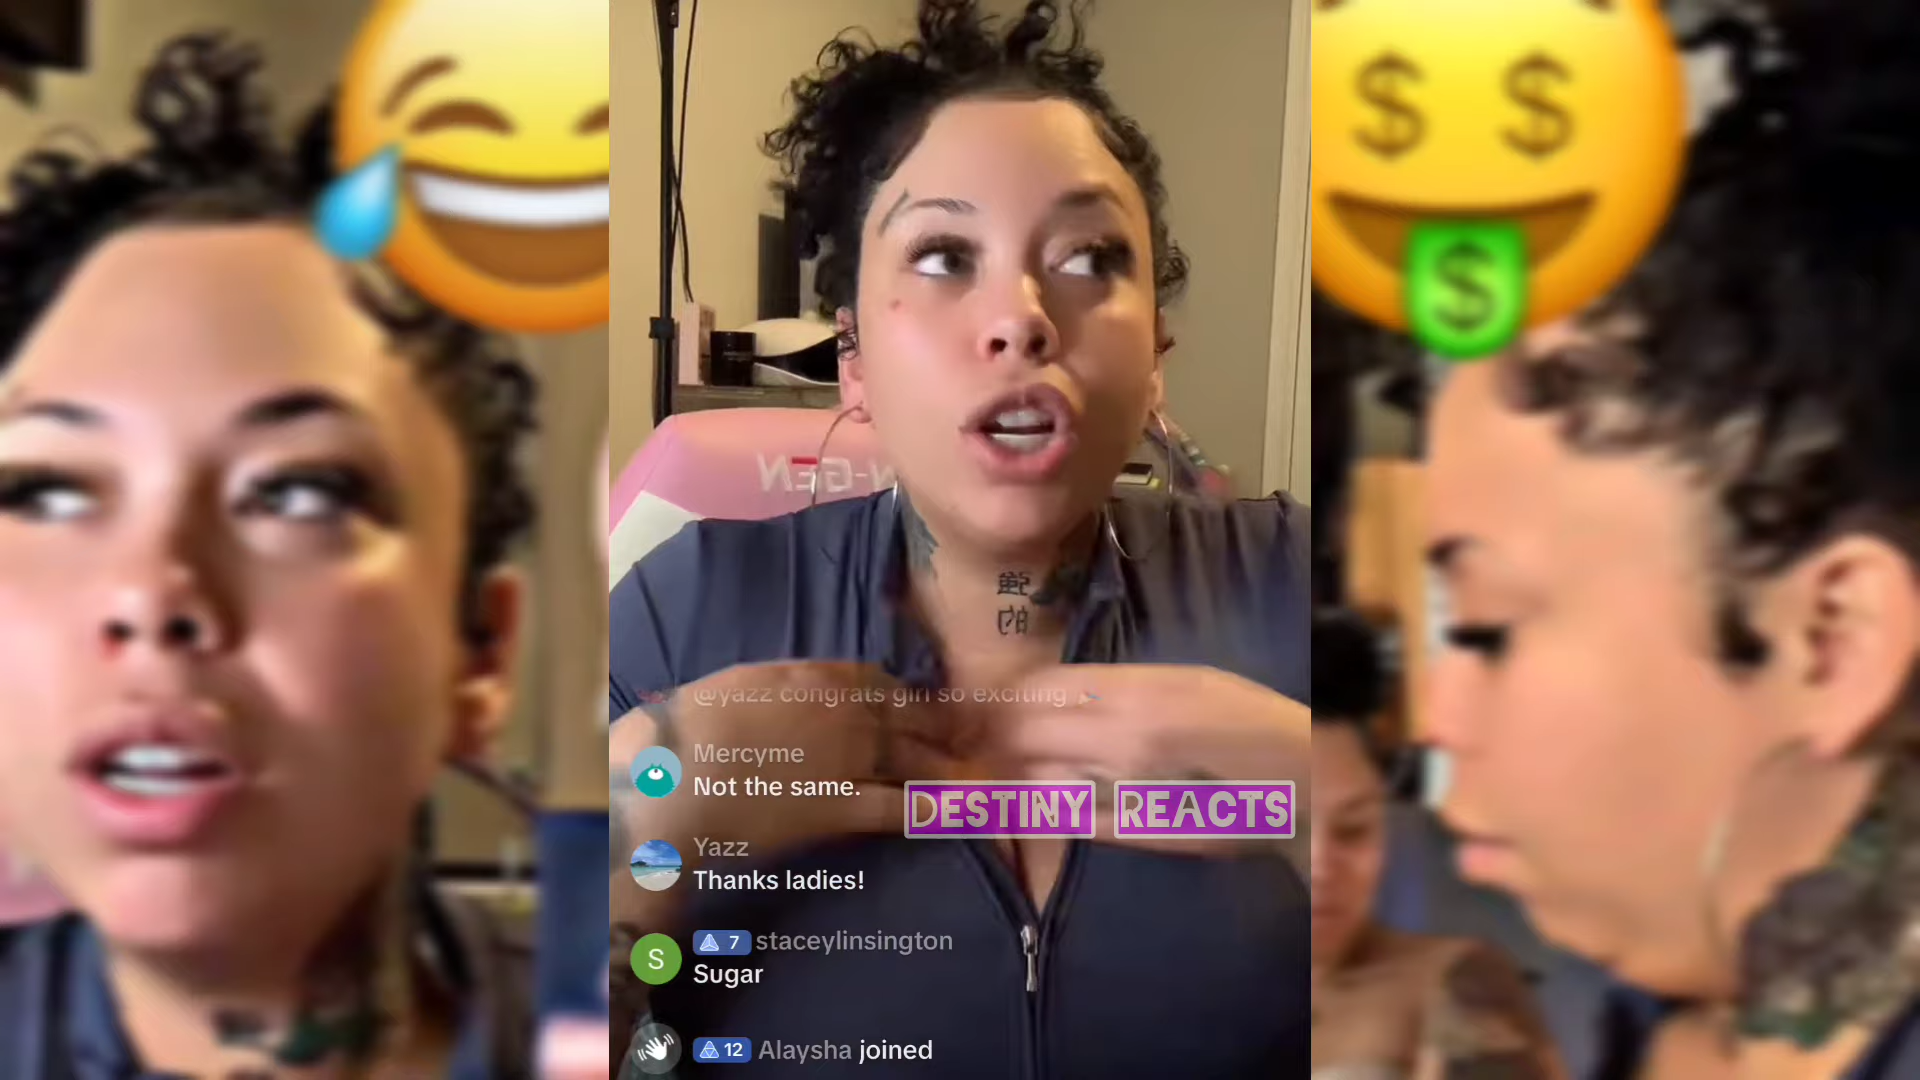 @yazz congrats girl so exciting
Mercyme
Not the same.
DESTINY REACTS
Yazz
Thanks ladies!
S
7 staceylinsington
Sugar
12 Alaysha joined